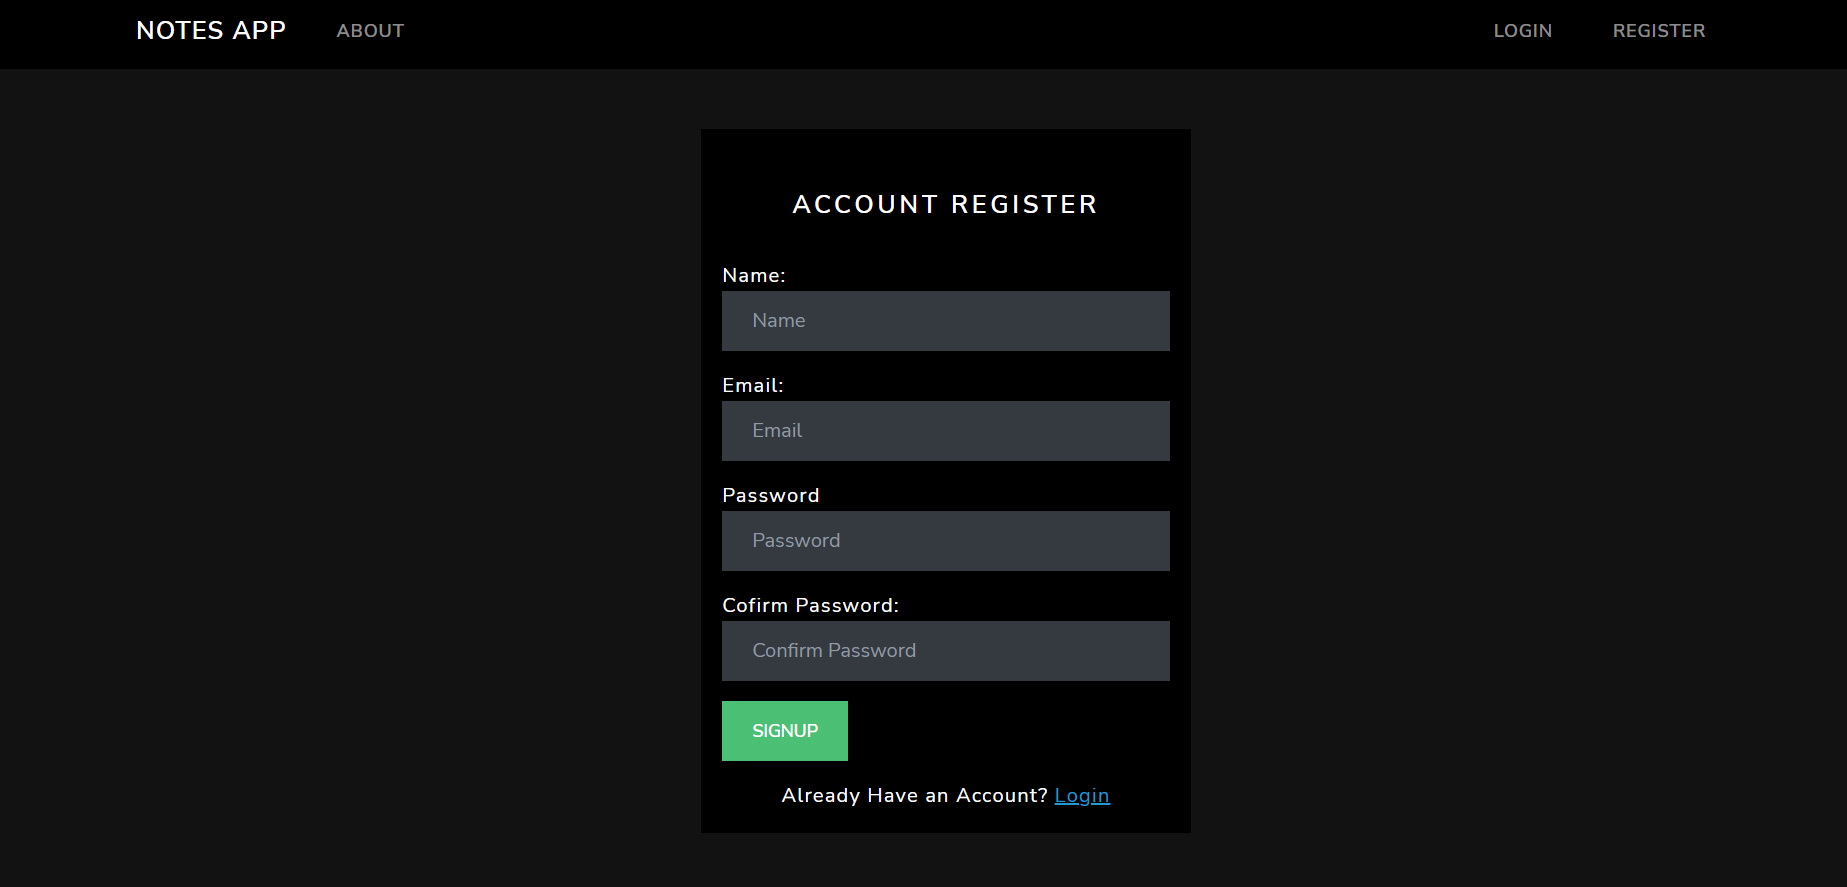 NOTES APP ABOUT LOGIN REGISTER
ACCOUNT REGISTER
Name:
Name
Email:
Email
Password
Password
Cofirm Password:
Confirm Password
SIGNUP
Already Have an Account? Login